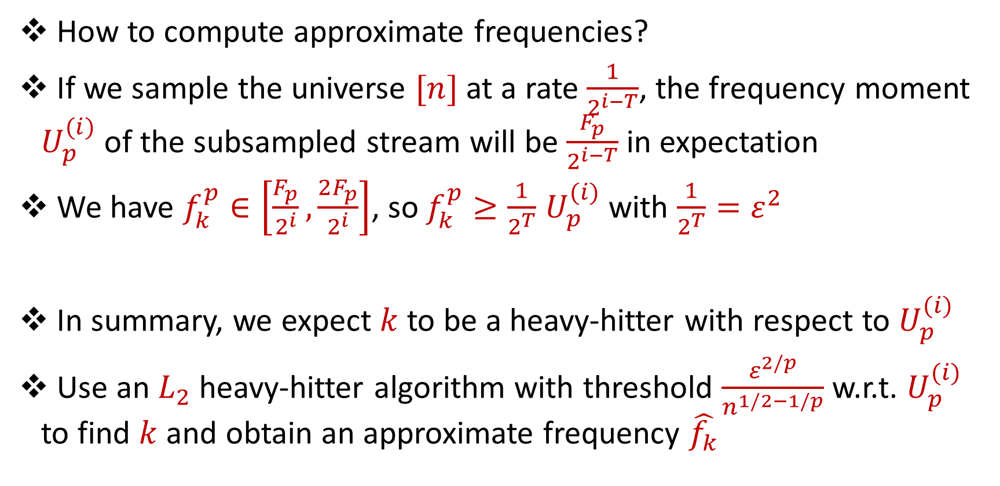 ❖ How to compute approximate frequencies?
❖ If we sample the universe $[n]$ at a rate $\frac{1}{2^{i-T}}$, the frequency moment
$U_p^{(i)}$ of the subsampled stream will be $\frac{F_p}{2^{i-T}}$ in expectation
❖ We have $f_k^p \in \left[\frac{F_p}{2^i}, \frac{2F_p}{2^i}\right]$, so $f_k^p \geq \frac{1}{2^T} U_p^{(i)}$ with $\frac{1}{2^T} = \varepsilon^2$
❖ In summary, we expect $k$ to be a heavy-hitter with respect to $U_p^{(i)}$
❖ Use an $L_2$ heavy-hitter algorithm with threshold $\frac{\varepsilon^{2/p}}{n^{1/2-1/p}}$ w.r.t. $U_p^{(i)}$
to find $k$ and obtain an approximate frequency $\widehat{f_k}$